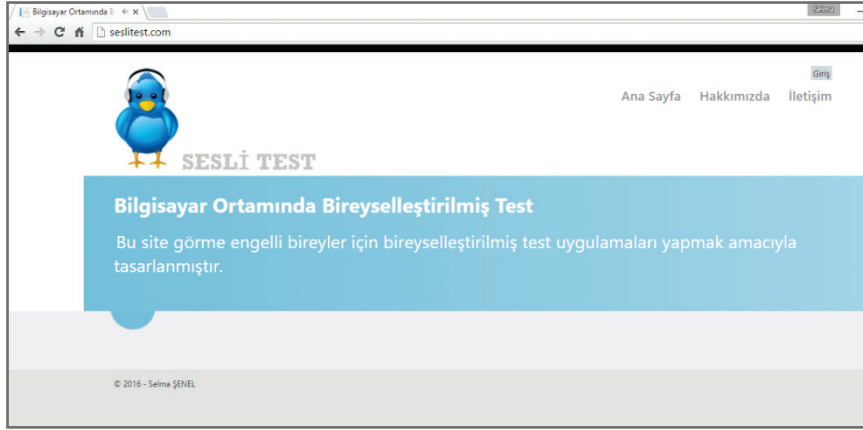 Bilgisayar Ortamında B
Selma
seslitest.com
Giriş
Ana Sayfa Hakkımızda İletişim
SESLİ TEST
Bilgisayar Ortamında Bireyselleştirilmiş Test
Bu site görme engelli bireyler için bireyselleştirilmiş test uygulamaları yapmak amacıyla
tasarlanmıştır.
© 2016 - Selma ŞENEL